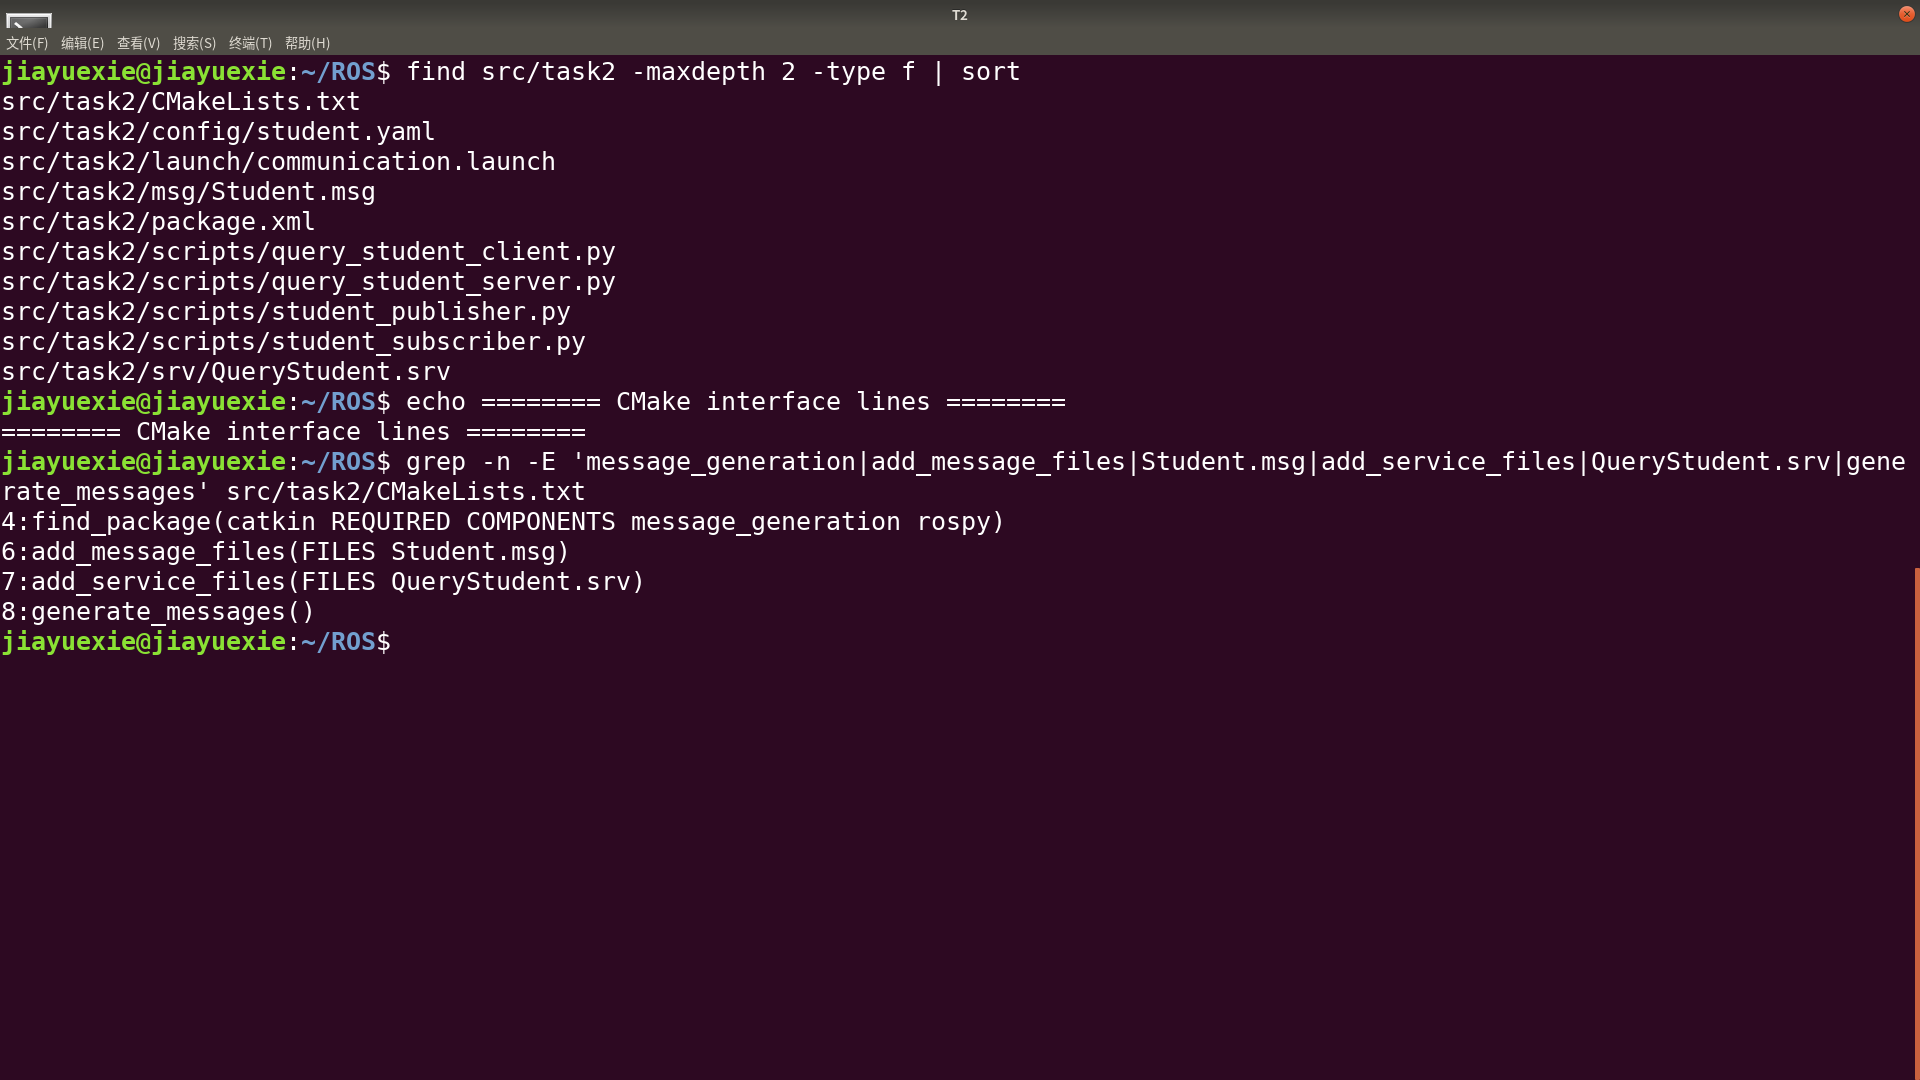 T2
文件(F) 编辑(E) 查看(V) 搜索(S) 终端(T) 帮助(H)
jiayuexie@jiayuexie:~/ROS$ find src/task2 -maxdepth 2 -type f | sort
src/task2/CMakeLists.txt
src/task2/config/student.yaml
src/task2/launch/communication.launch
src/task2/msg/Student.msg
src/task2/package.xml
src/task2/scripts/query_student_client.py
src/task2/scripts/query_student_server.py
src/task2/scripts/student_publisher.py
src/task2/scripts/student_subscriber.py
src/task2/srv/QueryStudent.srv
jiayuexie@jiayuexie:~/ROS$ echo ======== CMake interface lines ========
======== CMake interface lines ========
jiayuexie@jiayuexie:~/ROS$ grep -n -E 'message_generation|add_message_files|Student.msg|add_service_files|QueryStudent.srv|gene
rate_messages' src/task2/CMakeLists.txt
4:find_package(catkin REQUIRED COMPONENTS message_generation rospy)
6:add_message_files(FILES Student.msg)
7:add_service_files(FILES QueryStudent.srv)
8:generate_messages()
jiayuexie@jiayuexie:~/ROS$